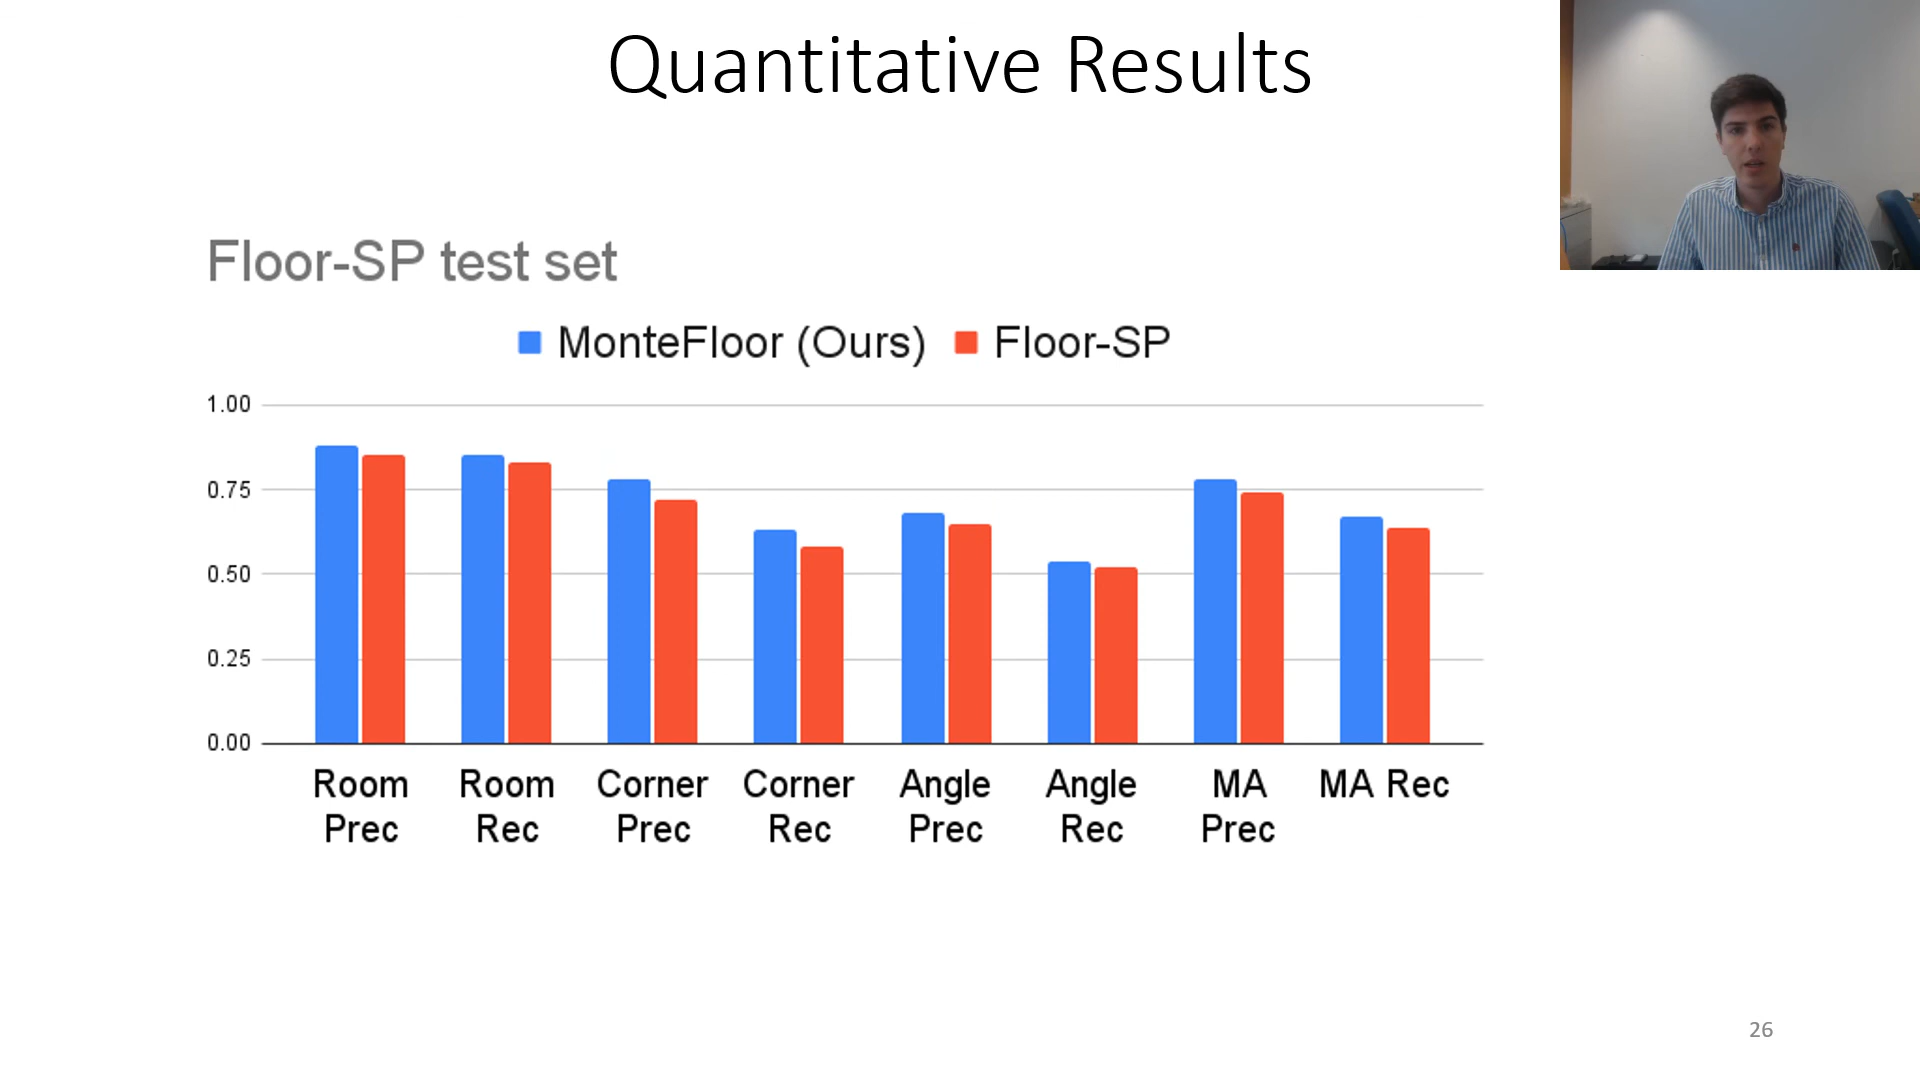 Quantitative Results
Floor-SP test set
MonteFloor (Ours) Floor-SP
1.00
0.75
0.50
0.25
0.00
Room Prec
Room Rec
Corner Prec
Corner Rec
Angle Prec
Angle Rec
MA Prec
MA Rec
26